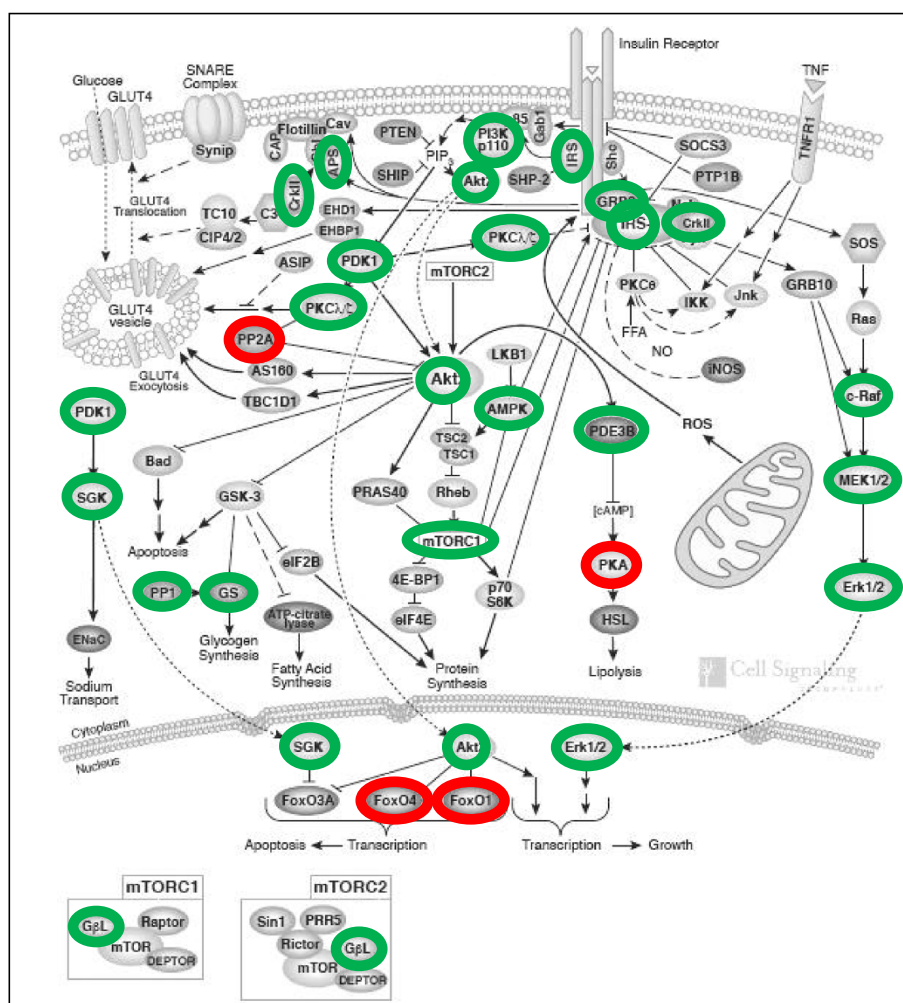 Insulin Receptor
TNF
SNARE
Complex
Glucose
GLUT4
TNFR1
Synip
CAP
Flotillin
Cav
APS
CrkII
PTEN
PIP3
SHIP
PI3K
p110
85
Gab1
Akt
SHP-2
IRS
Shc
SOCS3
PTP1B
GLUT4
Translocation
TC10
CIP4/2
C3
EHD1
EHBP1
GRB
IRS-
CrkII
SOS
ASIP
PDK1
PKCλ/ζ
mTORC2
PKCθ
IKK
Jnk
GRB10
GLUT4
vesicle
PKCλ/ζ
FFA
NO
iNOS
Ras
PP2A
LKB1
GLUT4
Exocytosis
AS160
TBC1D1
Akt
AMPK
PDE3B
c-Raf
PDK1
ROS
Bad
TSC2
TSC1
SGK
GSK-3
PRAS40
Rheb
[cAMP]
MEK1/2
Apoptosis
mTORC1
PKA
eIF2B
4E-BP1
p70
S6K
Erk1/2
PP1
GS
ATP-citrate
lyase
eIF4E
HSL
ENaC
Glycogen
Synthesis
Fatty Acid
Synthesis
Protein
Synthesis
Lipolysis
Cell Signaling
Sodium
Transport
Cytoplasm
Nucleus
SGK
Akt
Erk1/2
FoxO3A
FoxO4
FoxO1
Apoptosis
Transcription
Transcription
Growth
mTORC1
mTORC2
GβL
Raptor
mTOR
DEPTOR
Sin1
PRR5
Rictor
GβL
mTOR
DEPTOR